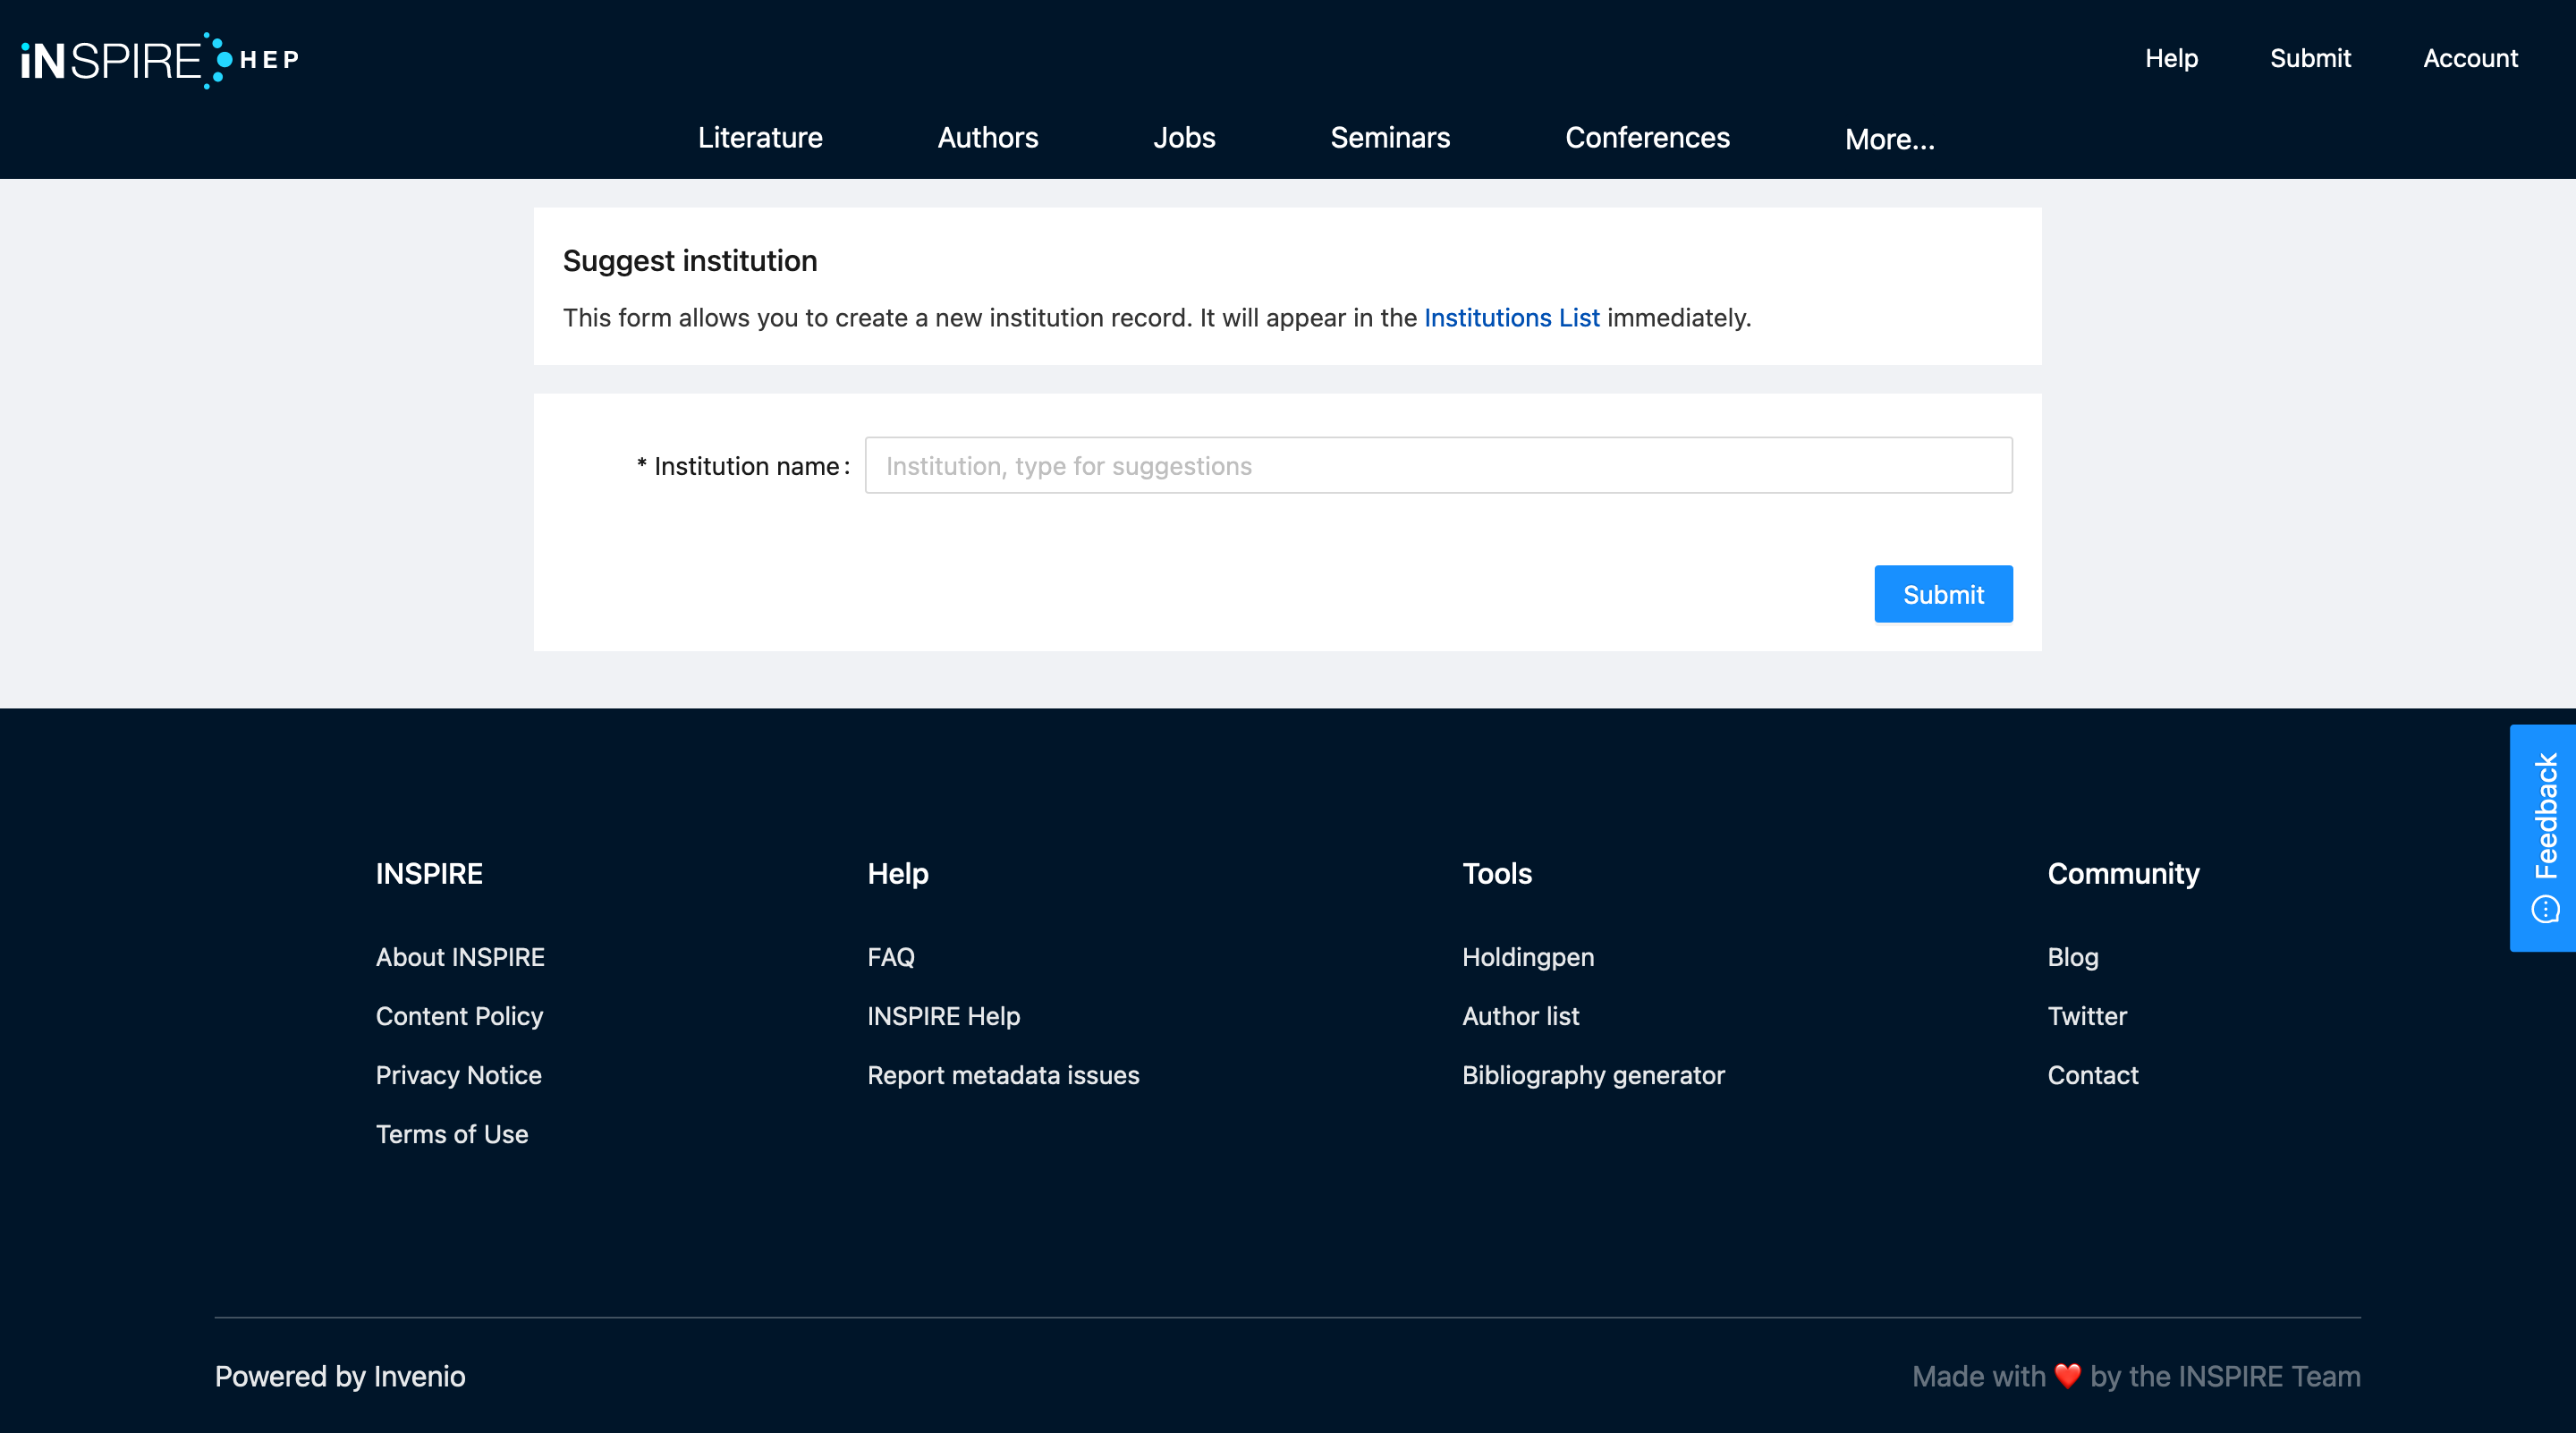 iNSPIRE HEP
Help Submit Account
Literature Authors Jobs Seminars Conferences More...
Suggest institution
This form allows you to create a new institution record. It will appear in the Institutions List immediately.
* Institution name: Institution, type for suggestions
Submit
Feedback
INSPIRE
About INSPIRE
Content Policy
Privacy Notice
Terms of Use
Help
FAQ
INSPIRE Help
Report metadata issues
Tools
Holdingpen
Author list
Bibliography generator
Community
Blog
Twitter
Contact
Powered by Invenio
Made with ❤️ by the INSPIRE Team